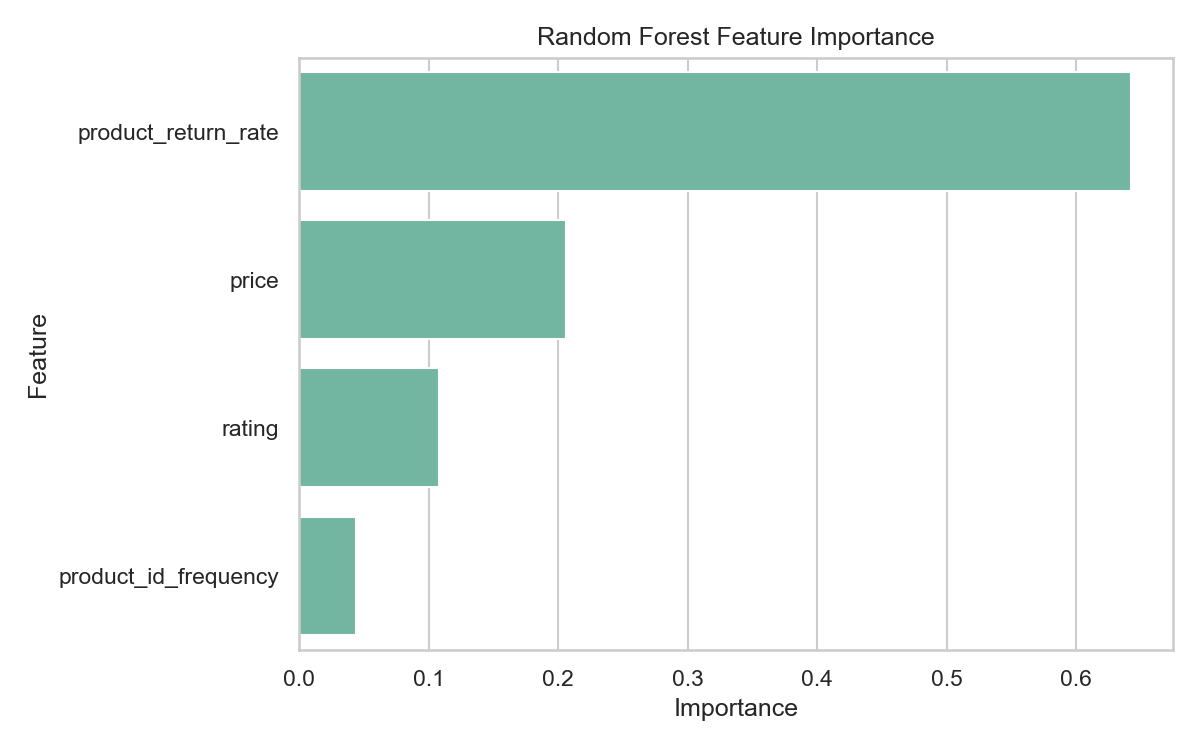 Random Forest Feature Importance
product_return_rate
price
rating
product_id_frequency
Feature
0.0 0.1 0.2 0.3 0.4 0.5 0.6
Importance